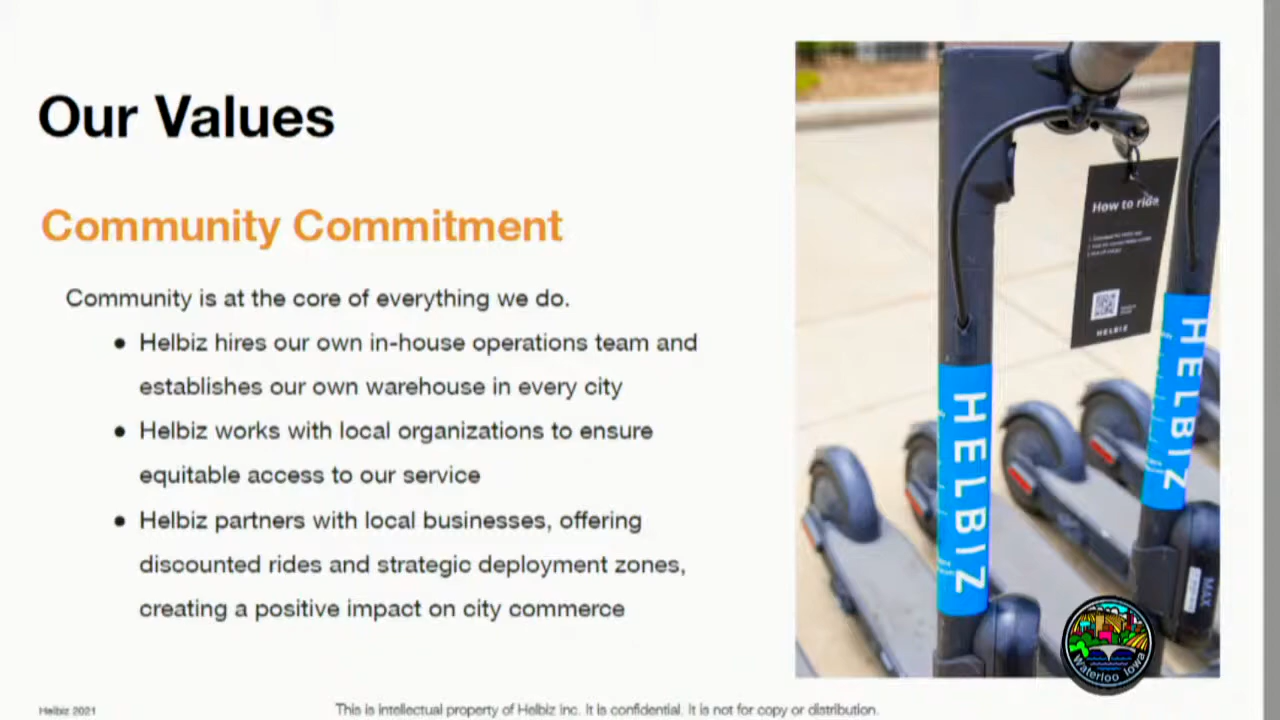 Our Values
Community Commitment
Community is at the core of everything we do.
● Helbiz hires our own in-house operations team and
establishes our own warehouse in every city
● Helbiz works with local organizations to ensure
equitable access to our service
● Helbiz partners with local businesses, offering
discounted rides and strategic deployment zones,
creating a positive impact on city commerce
How to ride
HELBIZ
HELBIZ
HELBIZ
MAX
Waterloo Iowa
Helbiz 2021
This is intellectual property of Helbiz Inc. It is confidential. It is not for copy or distribution.